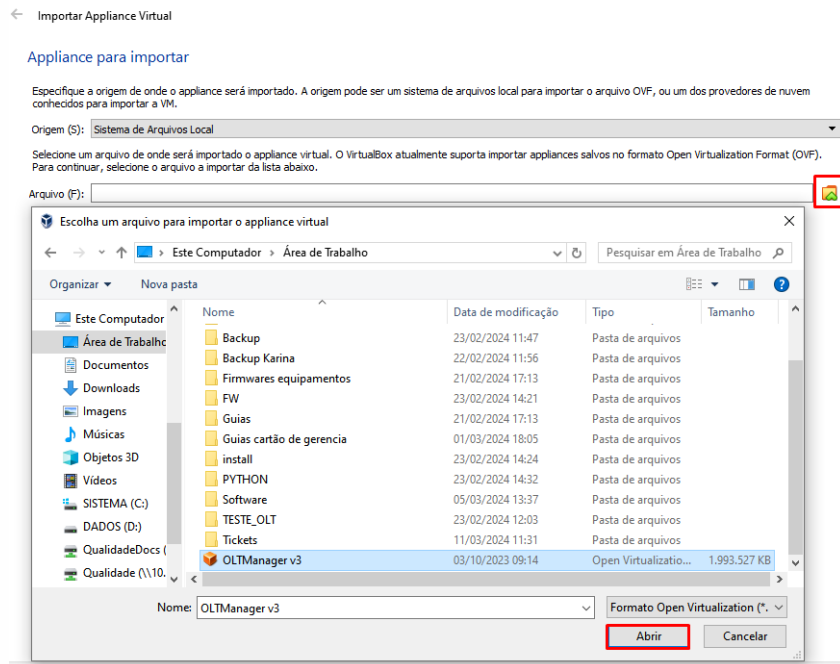 Importar Appliance Virtual
Appliance para importar
Especifique a origem de onde o appliance será importado. A origem pode ser um sistema de arquivos local para importar o arquivo OVF, ou um dos provedores de nuvem
conhecidos para importar a VM.
Origem (S): Sistema de Arquivos Local
Selecione um arquivo de onde será importado o appliance virtual. O VirtualBox atualmente suporta importar appliances salvos no formato Open Virtualization Format (OVF).
Para continuar, selecione o arquivo a importar da lista abaixo.
Arquivo (F):
Escolha um arquivo para importar o appliance virtual
Este Computador > Área de Trabalho
Pesquisar em Área de Trabalho
Organizar
Nova pasta
Este Computador
Área de Trabalho
Documentos
Downloads
Imagens
Músicas
Objetos 3D
Vídeos
SISTEMA (C:)
DADOS (D:)
QualidadeDocs (
Qualidade (\\10.
Nome Data de modificação Tipo Tamanho
Backup 23/02/2024 11:47 Pasta de arquivos
Backup Karina 22/02/2024 11:56 Pasta de arquivos
Firmwares equipamentos 21/02/2024 17:13 Pasta de arquivos
FW 23/02/2024 14:21 Pasta de arquivos
Guias 21/02/2024 17:13 Pasta de arquivos
Guias cartão de gerencia 01/03/2024 18:05 Pasta de arquivos
install 23/02/2024 14:24 Pasta de arquivos
PYTHON 23/02/2024 14:32 Pasta de arquivos
Software 05/03/2024 13:37 Pasta de arquivos
TESTE_OLT 23/02/2024 12:03 Pasta de arquivos
Tickets 11/03/2024 11:31 Pasta de arquivos
OLTManager v3 03/10/2023 09:14 Open Virtualizatio... 1.993.527 KB
Nome: OLTManager v3
Formato Open Virtualization (*.
Abrir
Cancelar